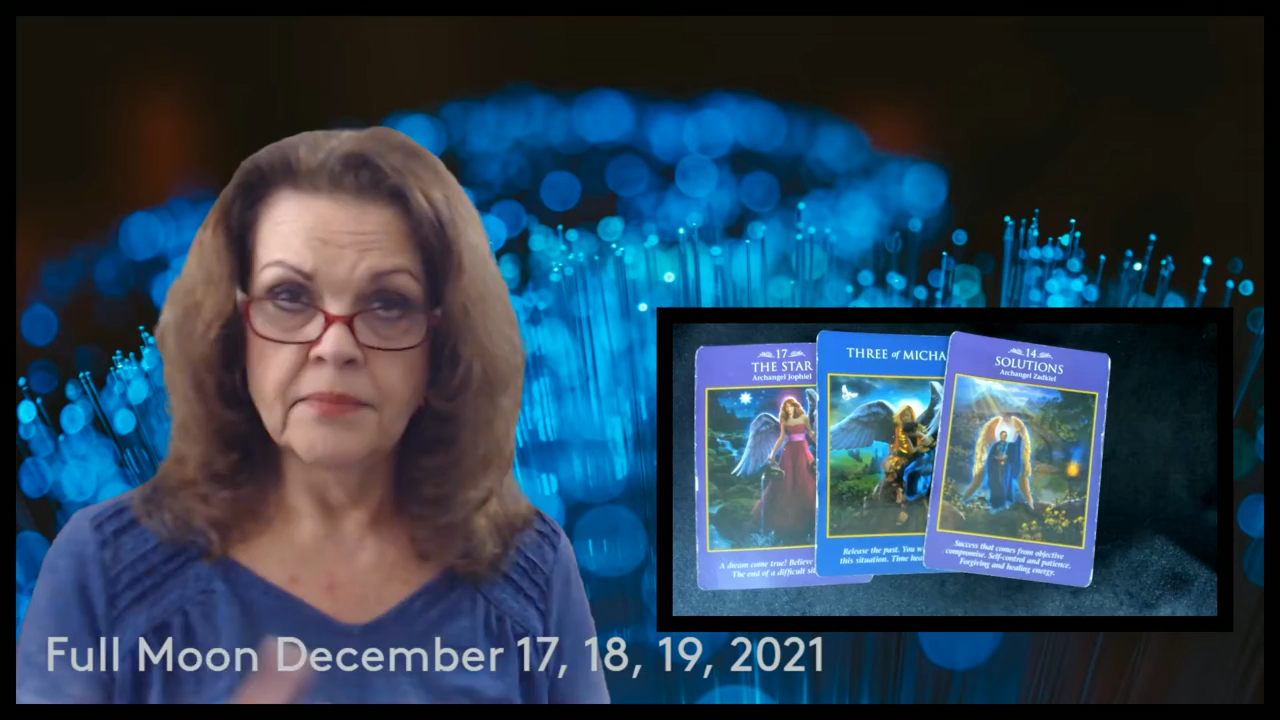 17
THE STAR
Archangel Jophiel
A dream come true! Believe
The end of a difficult
THREE of
Release the past. You
this situation. Time
14
SOLUTIONS
Archangel Zadkiel
Success that comes from objective
compromise. Self-control and patience.
Forgiving and healing energy.
Full Moon December 17, 18, 19, 2021